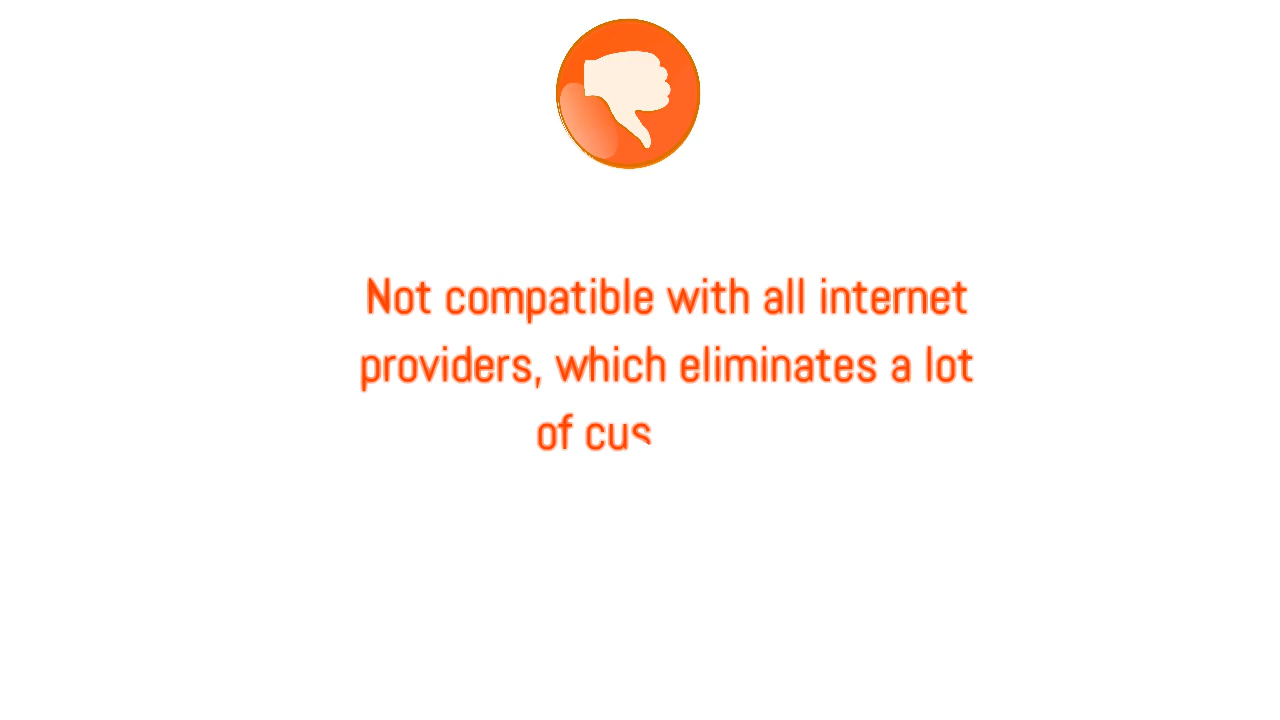 Not compatible with all internet
providers, which eliminates a lot
of cus